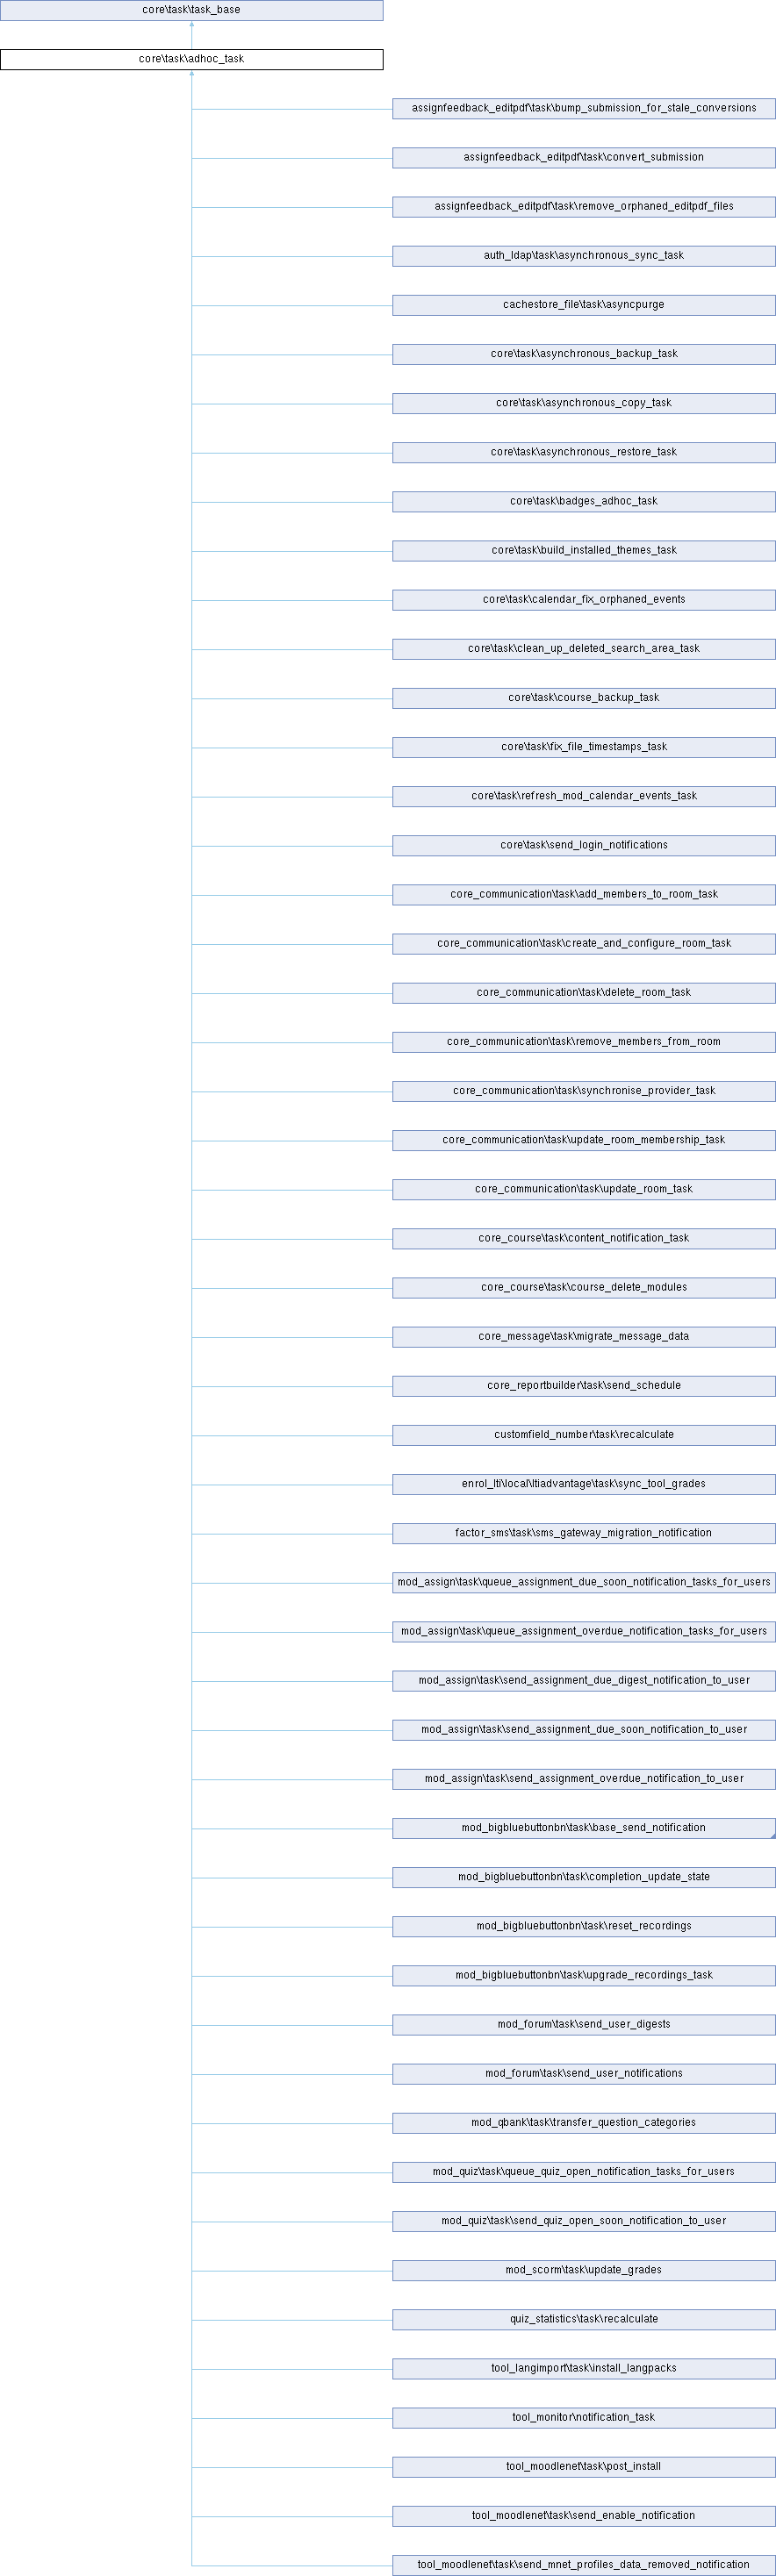 core\task\task_base
core\task\adhoc_task
assignfeedback_editpdf\task\bump_submission_for_stale_conversions
assignfeedback_editpdf\task\convert_submission
assignfeedback_editpdf\task\remove_orphaned_editpdf_files
auth_ldap\task\asynchronous_sync_task
cachestore_file\task\asyncpurge
core\task\asynchronous_backup_task
core\task\asynchronous_copy_task
core\task\asynchronous_restore_task
core\task\badges_adhoc_task
core\task\build_installed_themes_task
core\task\calendar_fix_orphaned_events
core\task\clean_up_deleted_search_area_task
core\task\course_backup_task
core\task\fix_file_timestamps_task
core\task\refresh_mod_calendar_events_task
core\task\send_login_notifications
core_communication\task\add_members_to_room_task
core_communication\task\create_and_configure_room_task
core_communication\task\delete_room_task
core_communication\task\remove_members_from_room
core_communication\task\synchronise_provider_task
core_communication\task\update_room_membership_task
core_communication\task\update_room_task
core_course\task\content_notification_task
core_course\task\course_delete_modules
core_message\task\migrate_message_data
core_reportbuilder\task\send_schedule
customfield_number\task\recalculate
enrol_lti\local\ltiadvantage\task\sync_tool_grades
factor_sms\task\sms_gateway_migration_notification
mod_assign\task\queue_assignment_due_soon_notification_tasks_for_users
mod_assign\task\queue_assignment_overdue_notification_tasks_for_users
mod_assign\task\send_assignment_due_digest_notification_to_user
mod_assign\task\send_assignment_due_soon_notification_to_user
mod_assign\task\send_assignment_overdue_notification_to_user
mod_bigbluebuttonbn\task\base_send_notification
mod_bigbluebuttonbn\task\completion_update_state
mod_bigbluebuttonbn\task\reset_recordings
mod_bigbluebuttonbn\task\upgrade_recordings_task
mod_forum\task\send_user_digests
mod_forum\task\send_user_notifications
mod_qbank\task\transfer_question_categories
mod_quiz\task\queue_quiz_open_notification_tasks_for_users
mod_quiz\task\send_quiz_open_soon_notification_to_user
mod_scorm\task\update_grades
quiz_statistics\task\recalculate
tool_langimport\task\install_langpacks
tool_monitor\notification_task
tool_moodlenet\task\post_install
tool_moodlenet\task\send_enable_notification
tool_moodlenet\task\send_mnet_profiles_data_removed_notification